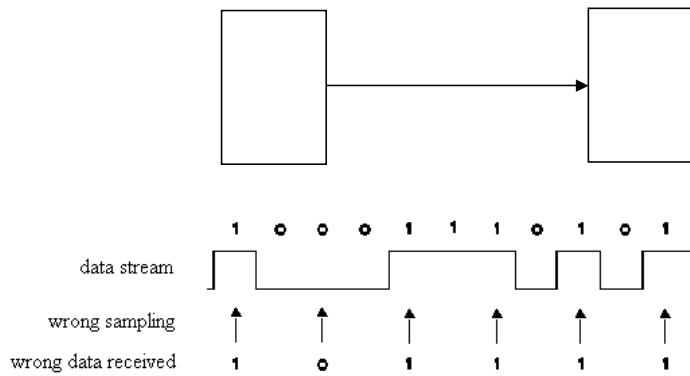 1 0 0 0 1 1 1 0 1 0 1
data stream
wrong sampling
wrong data received 1 0 1 1 1 1